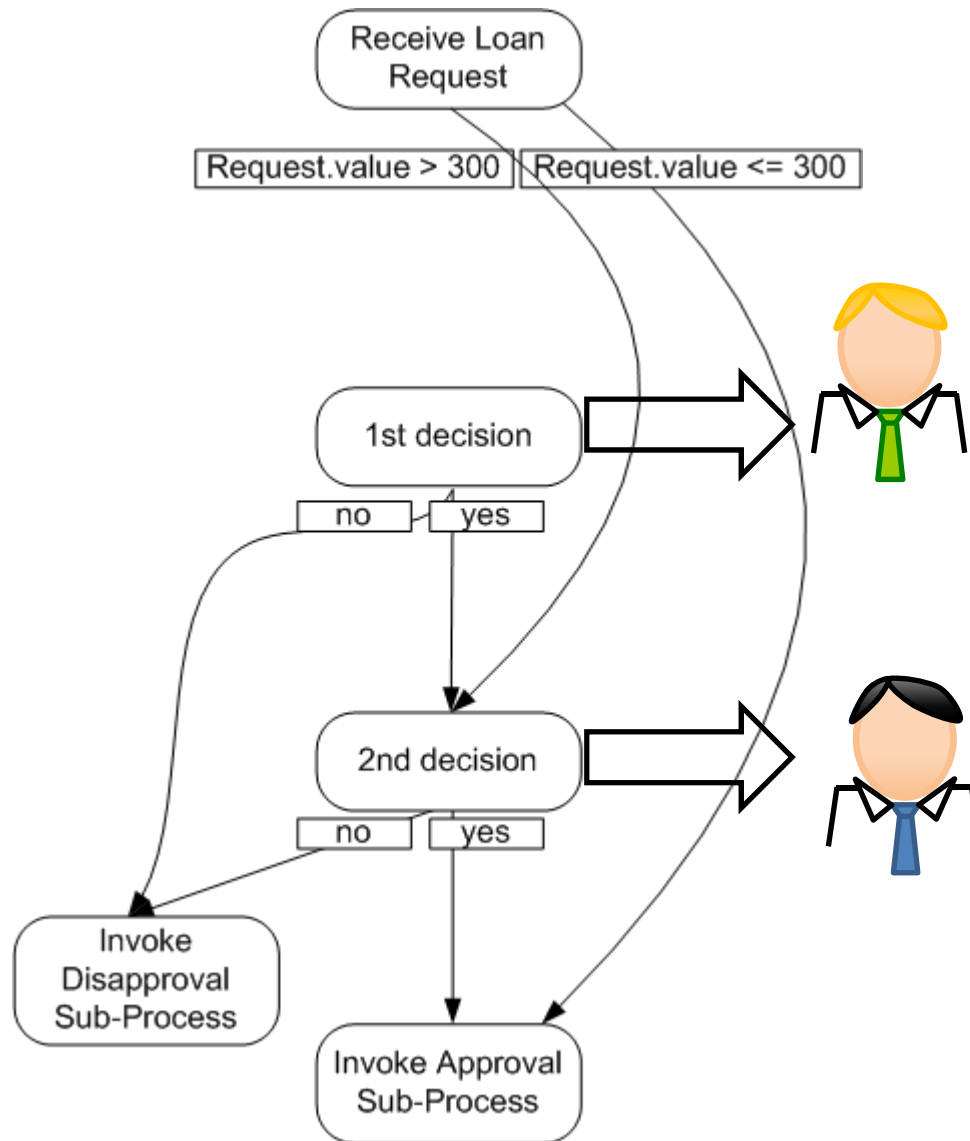 Receive Loan
Request
Request.value > 300
Request.value <= 300
1st decision
no
yes
2nd decision
no
yes
Invoke
Disapproval
Sub-Process
Invoke Approval
Sub-Process